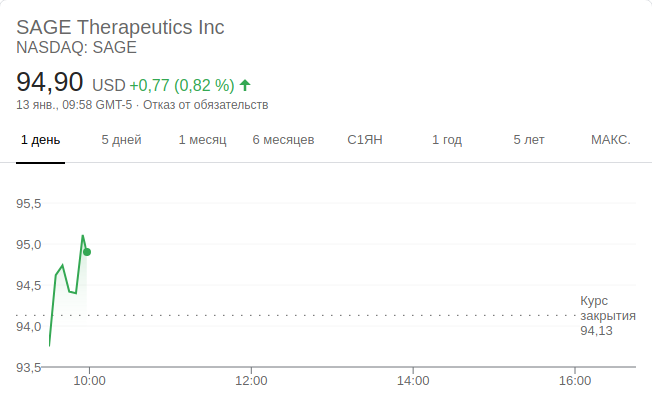 SAGE Therapeutics Inc
NASDAQ: SAGE
94,90 USD +0,77 (0,82 %)
13 янв., 09:58 GMT-5 · Отказ от обязательств
1 день 5 дней 1 месяц 6 месяцев С1ЯН 1 год 5 лет МАКС.
95,5
95,0
94,5
Курс
закрытия
94,0
94,13
93,5
10:00 12:00 14:00 16:00